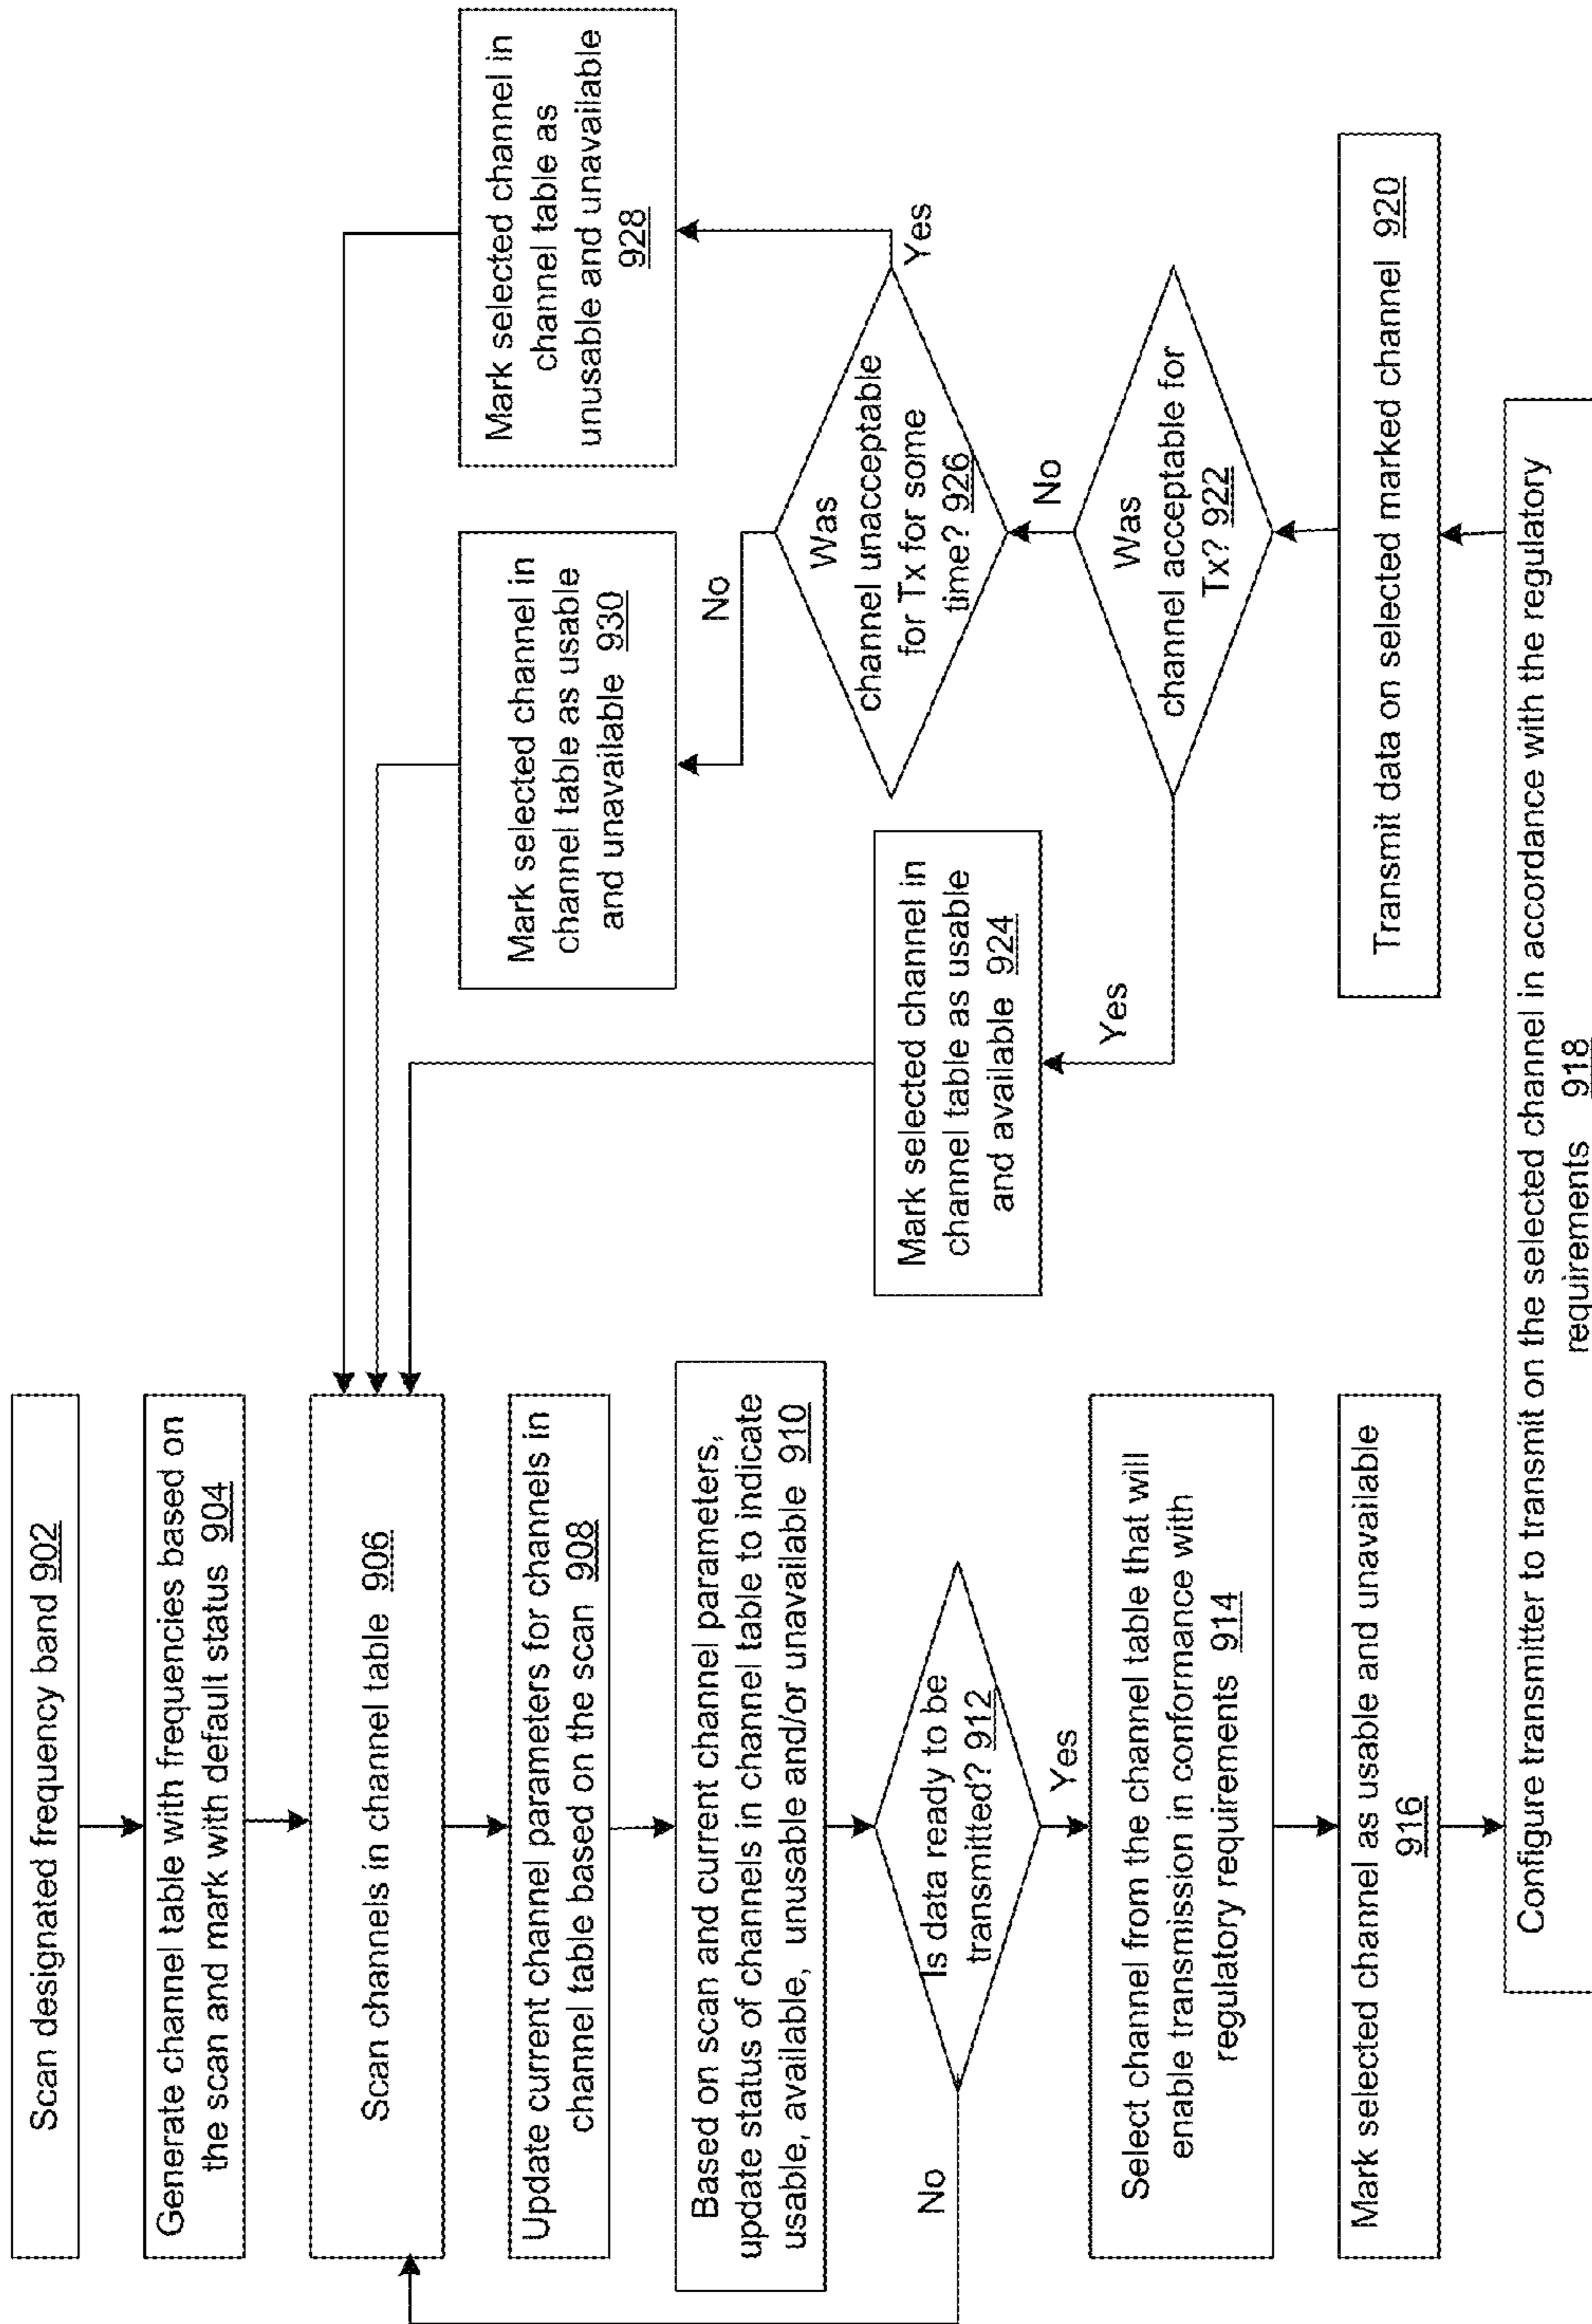 Scan designated frequency band 902
Generate channel table with frequencies based on
the scan and mark with default status 904
Scan channels in channel table 906
Update current channel parameters for channels in
channel table based on the scan 908
Based on scan and current channel parameters,
update status of channels in channel table to indicate
usable, available, unusable and/or unavailable 910
Is data ready to be
transmitted? 912
No
Yes
Select channel from the channel table that will
enable transmission in conformance with
regulatory requirements 914
Mark selected channel as usable and unavailable
916
Configure transmitter to transmit on the selected channel in accordance with the regulatory
requirements 918
Transmit data on selected marked channel 920
Was
channel acceptable for
Tx? 922
Yes
No
Mark selected channel in
channel table as usable
and available 924
Was
channel unacceptable
for Tx for some
time? 926
No
Yes
Mark selected channel in
channel table as usable
and unavailable 930
Mark selected channel in
channel table as
unusable and unavailable
928